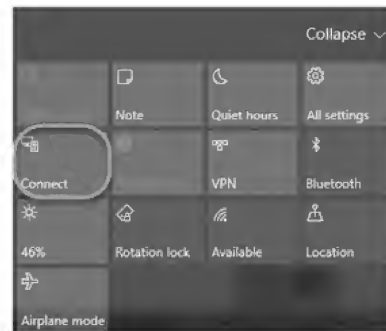 Collapse
Note Quiet hours All settings
Connect VPN Bluetooth
46% Rotation lock Available Location
Airplane mode